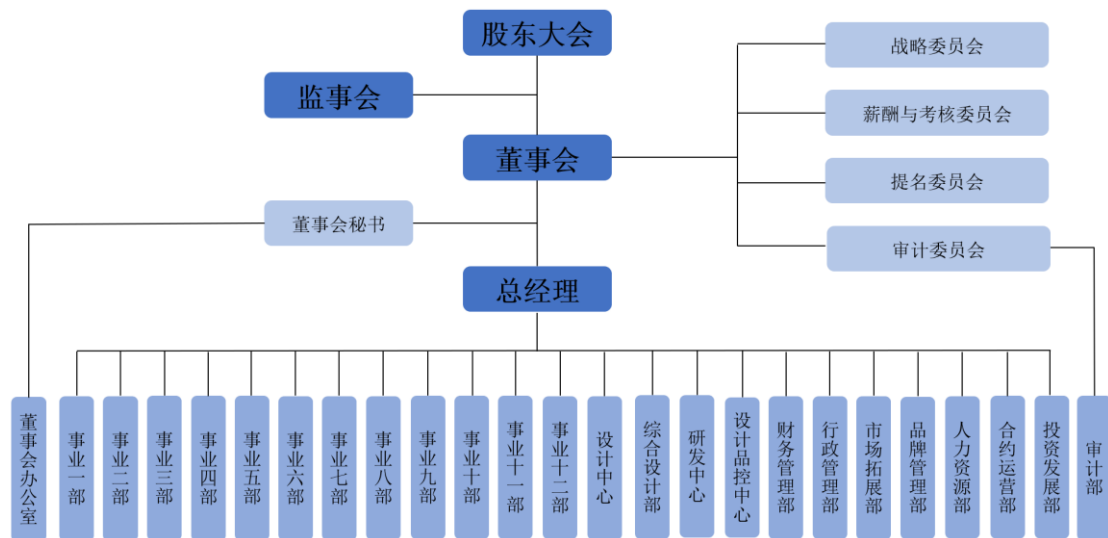 股东大会
监事会
董事会
董事会秘书
总经理
战略委员会
薪酬与考核委员会
提名委员会
审计委员会
董事会办公室
事业一部
事业二部
事业三部
事业四部
事业五部
事业六部
事业七部
事业八部
事业九部
事业十部
事业十一部
事业十二部
设计中心
综合设计部
研发中心
设计品控中心
财务管理部
行政管理部
市场拓展部
品牌管理部
人力资源部
合约运营部
投资发展部
审计部